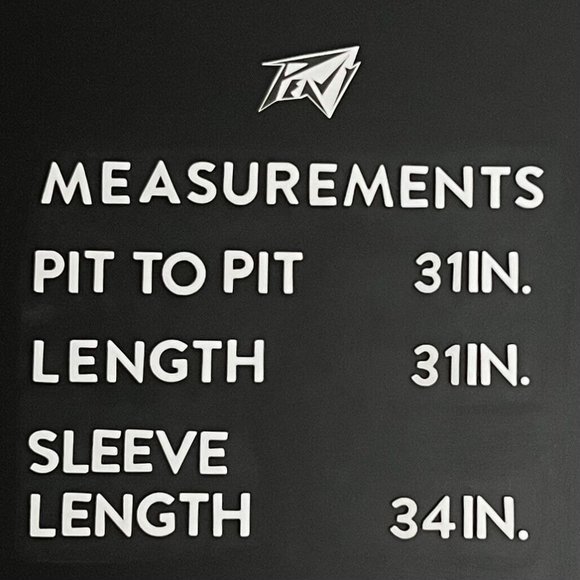 MEASUREMENTS
PIT TO PIT 31IN.
LENGTH 31IN.
SLEEVE
LENGTH 34IN.